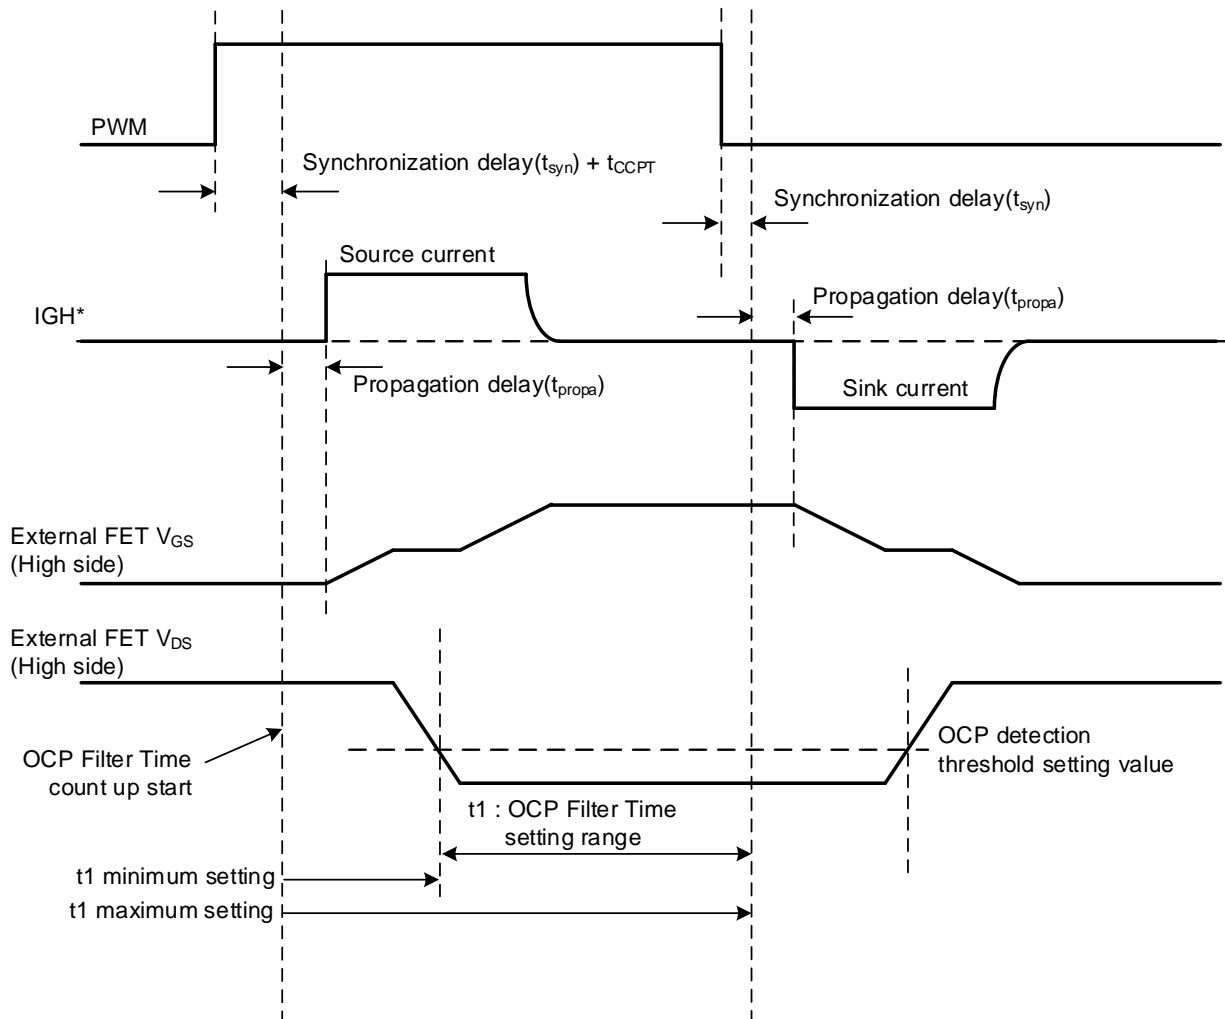 PWM
Synchronization delay(tsyn) + tCCPT
Synchronization delay(tsyn)
Source current
Propagation delay(tpropa)
IGH*
Propagation delay(tpropa)
Sink current
External FET VGS
(High side)
External FET VDS
(High side)
OCP Filter Time
count up start
OCP detection
threshold setting value
t1 : OCP Filter Time
setting range
t1 minimum setting
t1 maximum setting